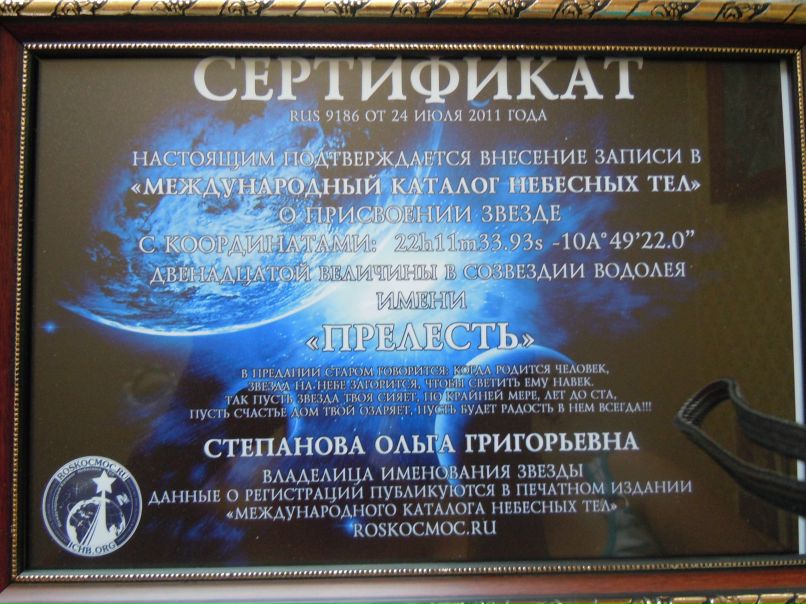 СЕРТИФИКАТ
RUS 9186 ОТ 24 ИЮЛЯ 2011 ГОДА
НАСТОЯЩИМ ПОДТВЕРЖДАЕТСЯ ВНЕСЕНИЕ ЗАПИСИ В
«МЕЖДУНАРОДНЫЙ КАТАЛОГ НЕБЕСНЫХ ТЕЛ»
О ПРИСВОЕНИИ ЗВЕЗДЕ
С КООРДИНАТАМИ: 22h11m33.93s -10A°49'22.0”
ДВЕНАДЦАТОЙ ВЕЛИЧИНЫ В СОЗВЕЗДИИ ВОДОЛЕЯ
ИМЕНИ
«ПРЕЛЕСТЬ»
В ПРЕДАНИИ СТАРОМ ГОВОРИТСЯ: КОГДА РОДИТСЯ ЧЕЛОВЕК,
ЗВЕЗДА НА НЕБЕ ЗАГОРИТСЯ, ЧТОБЫ СВЕТИТЬ ЕМУ НАВЕК.
ТАК ПУСТЬ ЗВЕЗДА ТВОЯ СИЯЕТ, ПО КРАЙНЕЙ МЕРЕ, ЛЕТ ДО СТА,
ПУСТЬ СЧАСТЬЕ ДОМ ТВОЙ ОЗАРЯЕТ, ПУСТЬ БУДЕТ РАДОСТЬ В НЕМ ВСЕГДА!!!
СТЕПАНОВА ОЛЬГА ГРИГОРЬЕВНА
ВЛАДЕЛИЦА ИМЕНОВАНИЯ ЗВЕЗДЫ
ДАННЫЕ О РЕГИСТРАЦИЙ ПУБЛИКУЮТСЯ В ПЕЧАТНОМ ИЗДАНИИ
«МЕЖДУНАРОДНОГО КАТАЛОГА НЕБЕСНЫХ ТЕЛ»
ROSKOCMOC.RU
ROSKOCMOC.RU
ICHB.ORG